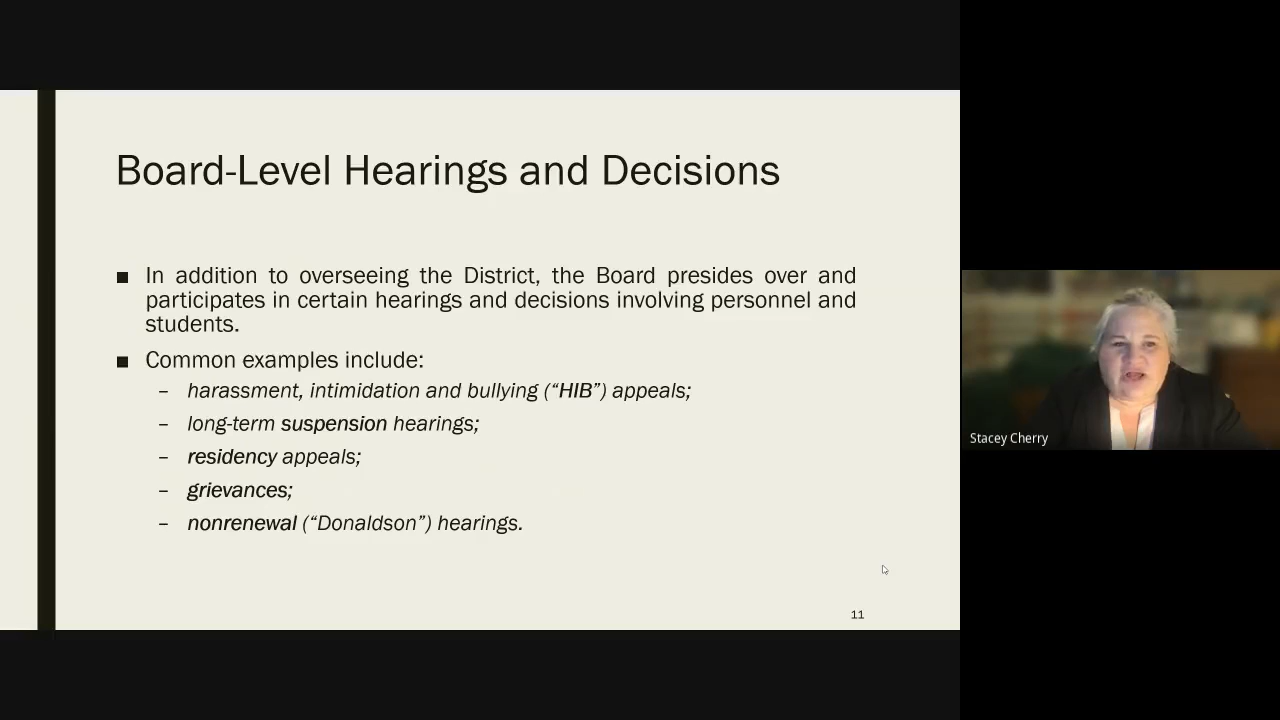 Board-Level Hearings and Decisions
■ In addition to overseeing the District, the Board presides over and
participates in certain hearings and decisions involving personnel and
students.
■ Common examples include:
– harassment, intimidation and bullying (“HIB”) appeals;
– long-term suspension hearings;
– residency appeals;
– grievances;
– nonrenewal (“Donaldson”) hearings.
11
Stacey Cherry